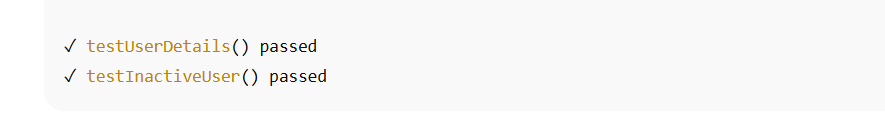 ✓ testUserDetails() passed
✓ testInactiveUser() passed